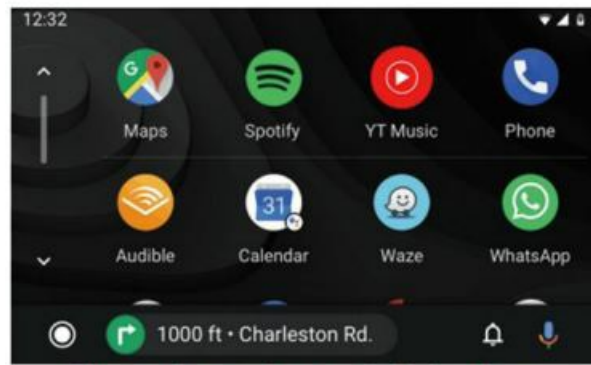 12:32
Maps Spotify YT Music Phone
31
Audible Calendar Waze WhatsApp
1000 ft • Charleston Rd.